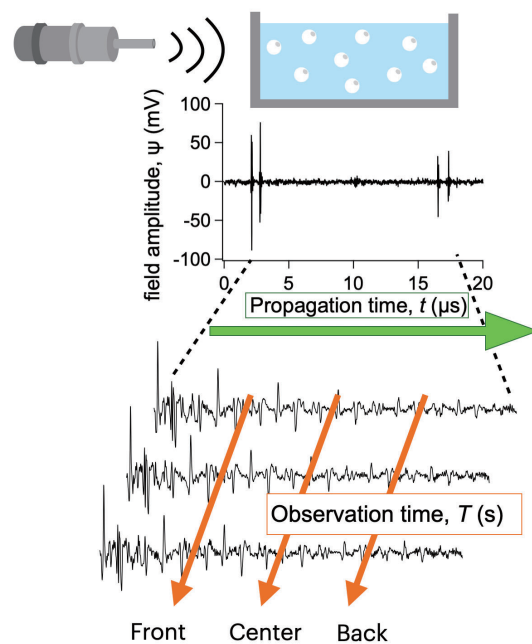 field amplitude, ψ (mV)
100
50
0
-50
-100
0
5
10
15
20
Propagation time, t (μs)
Observation time, T (s)
Front Center Back